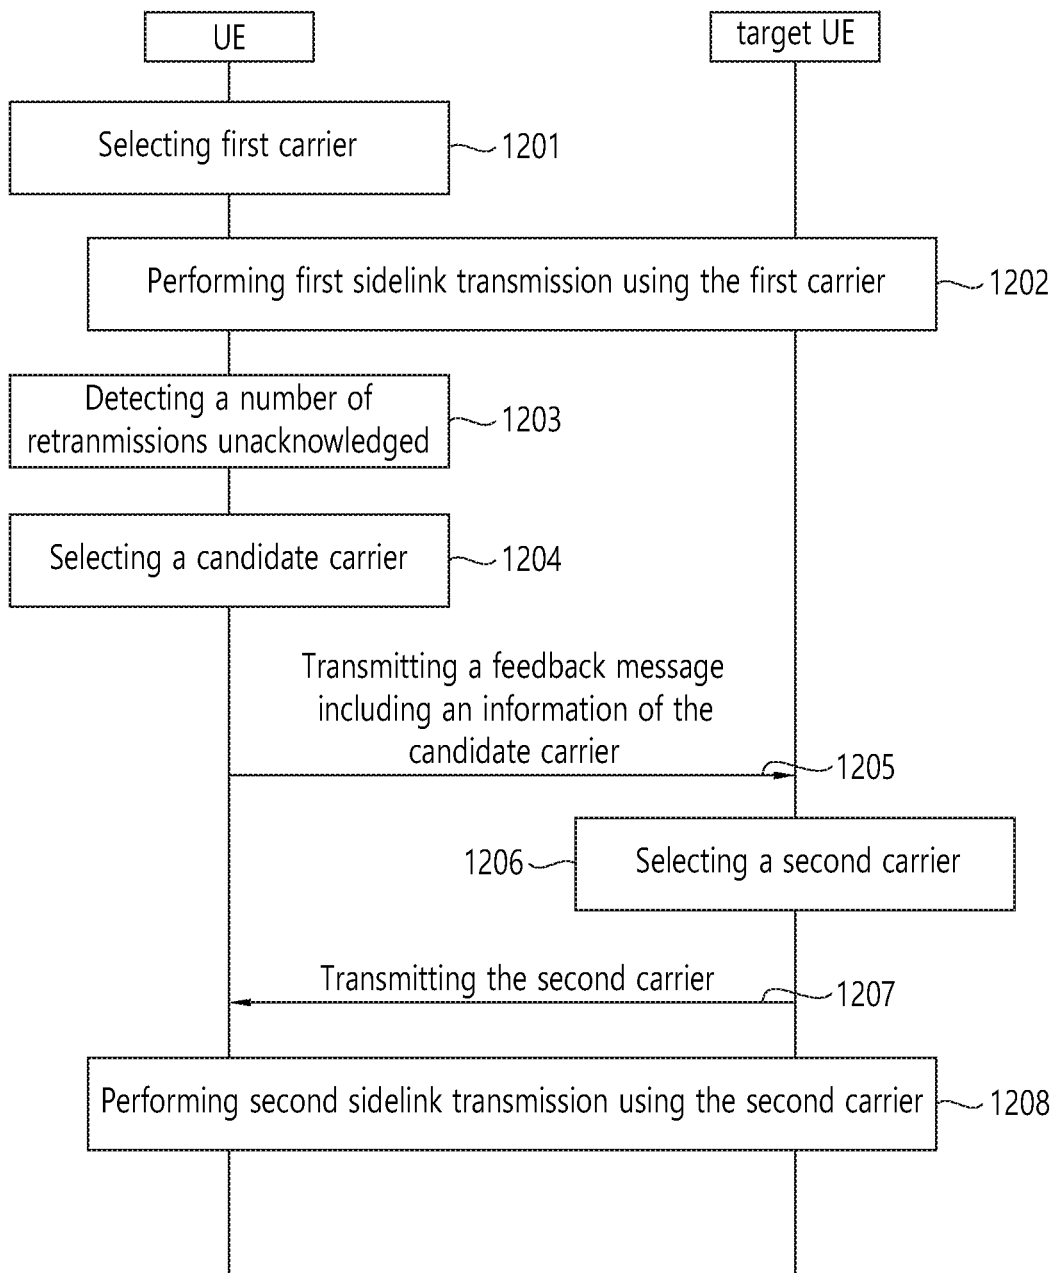 UE
target UE
Selecting first carrier
1201
Performing first sidelink transmission using the first carrier
1202
Detecting a number of
retranmissions unacknowledged
1203
Selecting a candidate carrier
1204
Transmitting a feedback message
including an information of the
candidate carrier
1205
1206
Selecting a second carrier
Transmitting the second carrier
1207
Performing second sidelink transmission using the second carrier
1208